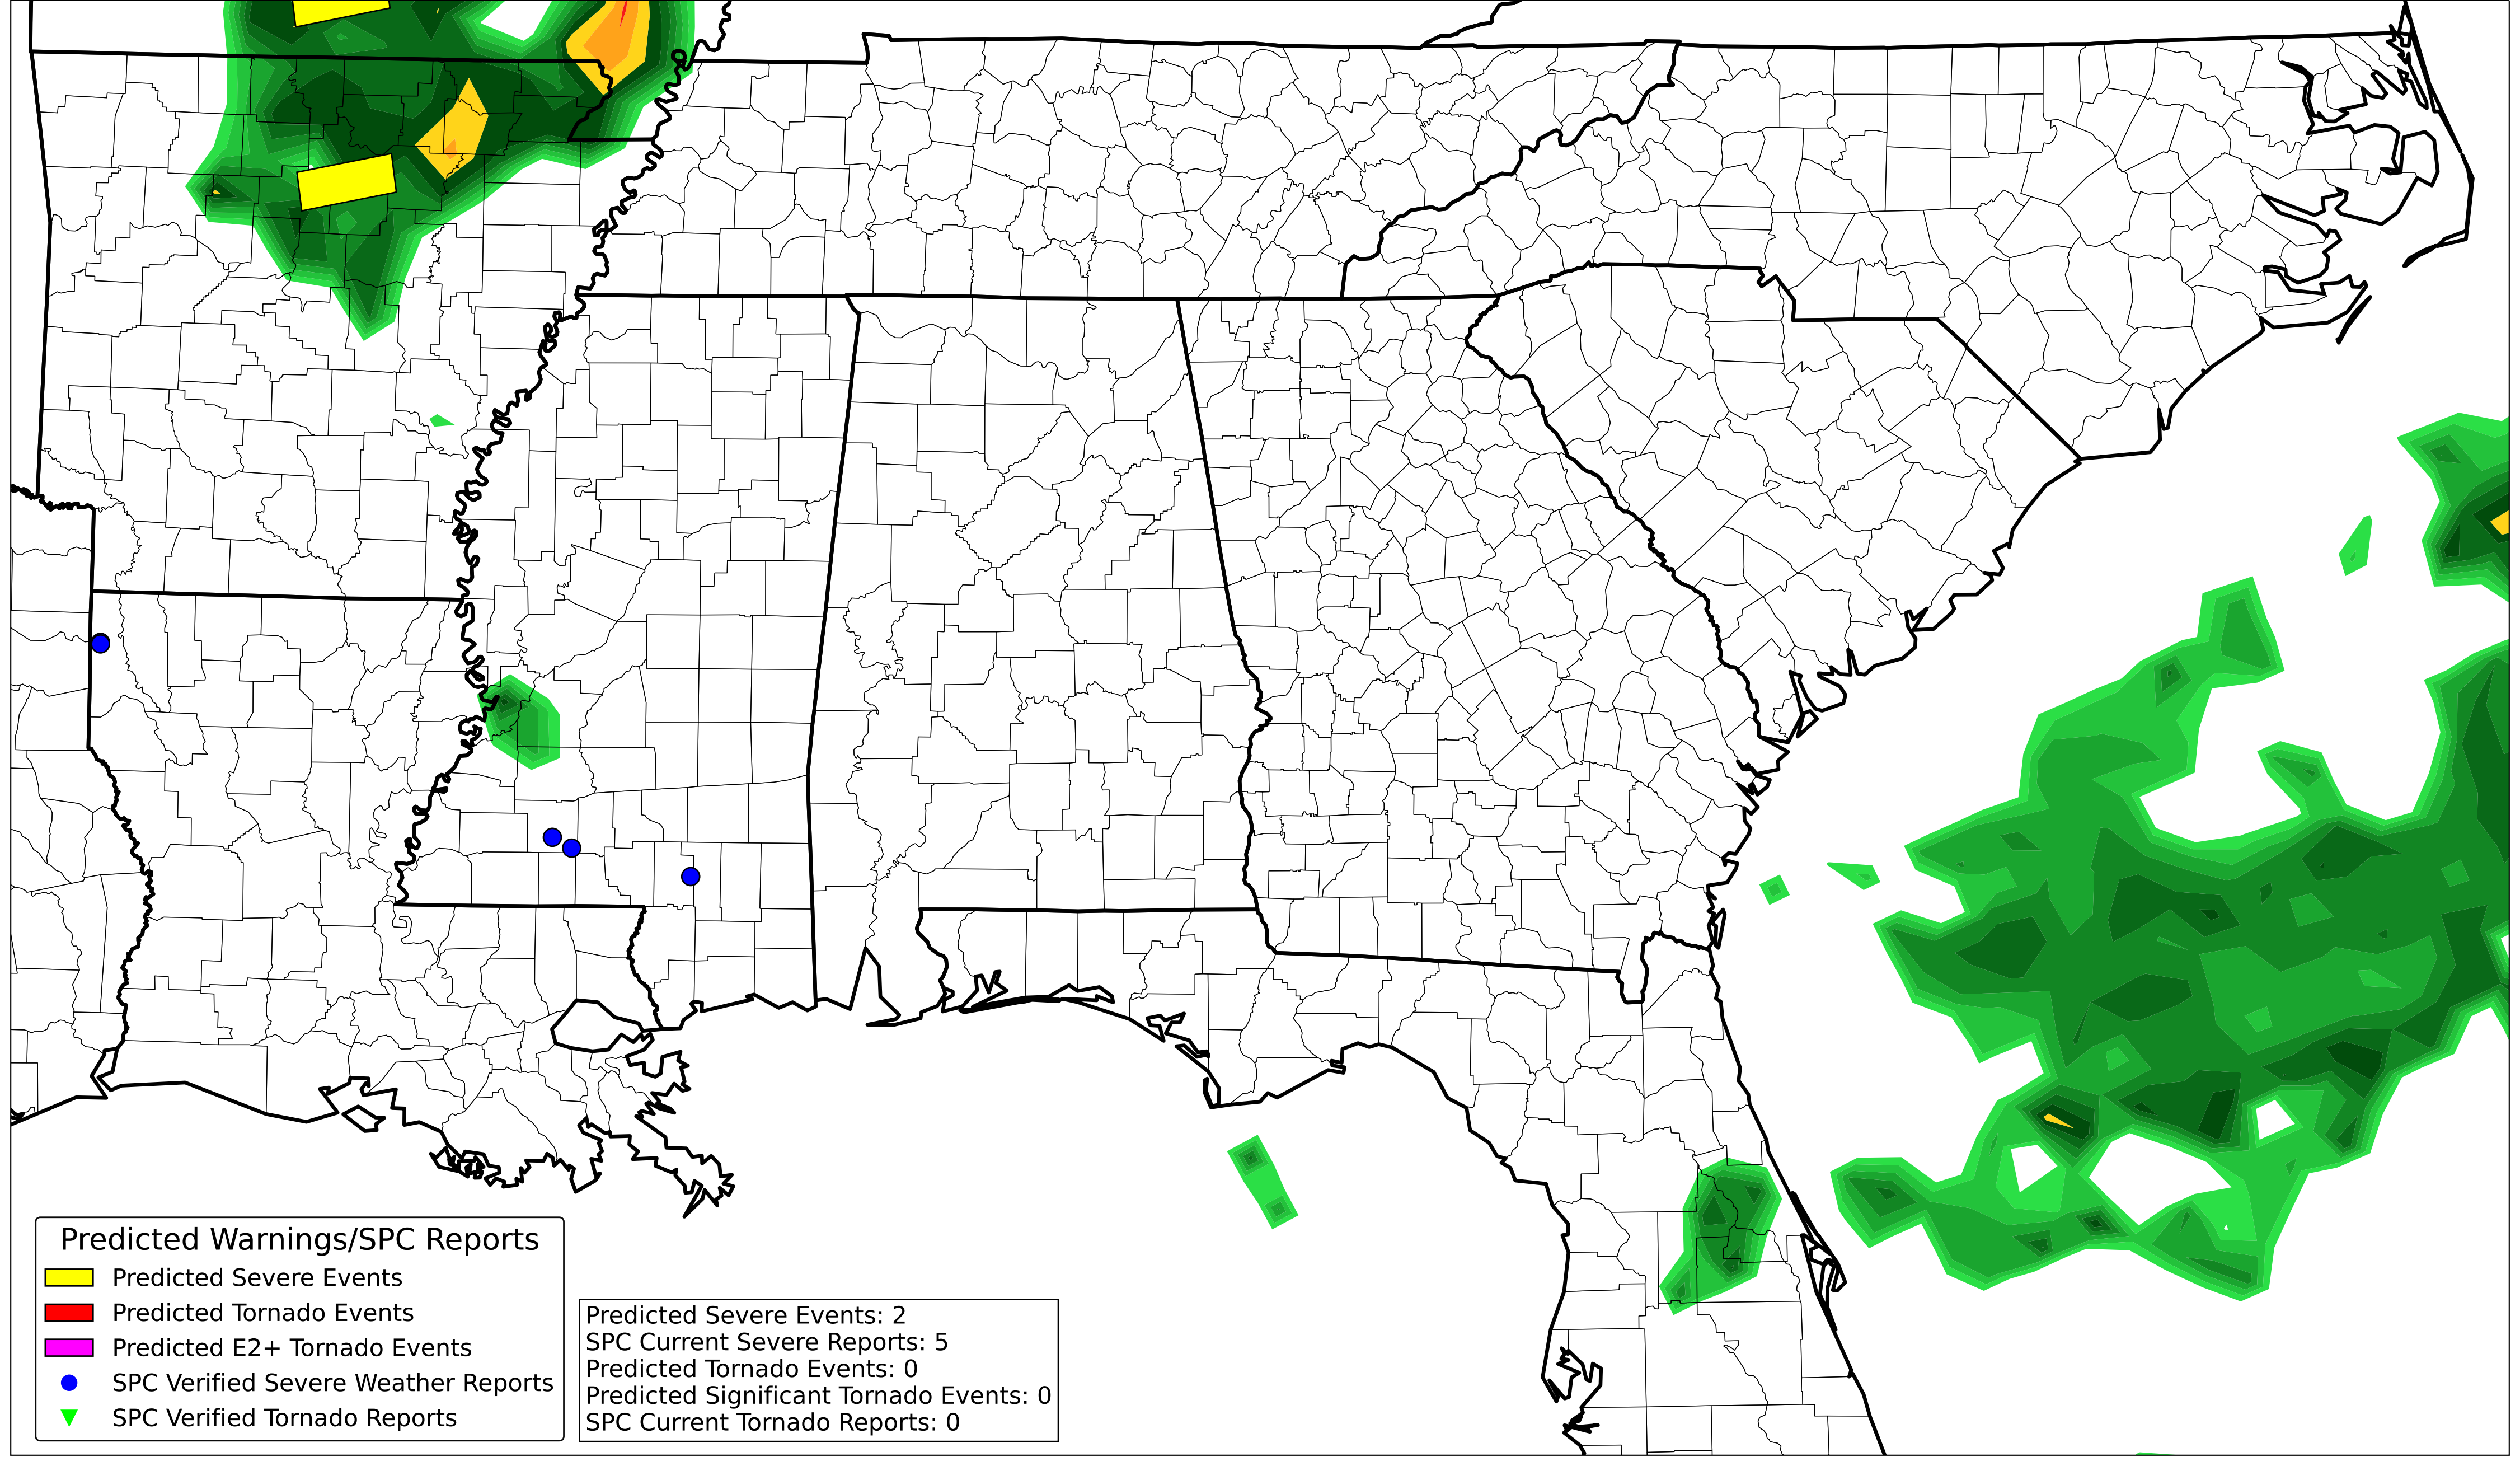 Predicted Warnings/SPC Reports
Predicted Severe Events
Predicted Tornado Events
Predicted E2+ Tornado Events
SPC Verified Severe Weather Reports
SPC Verified Tornado Reports
Predicted Severe Events: 2
SPC Current Severe Reports: 5
Predicted Tornado Events: 0
Predicted Significant Tornado Events: 0
SPC Current Tornado Reports: 0